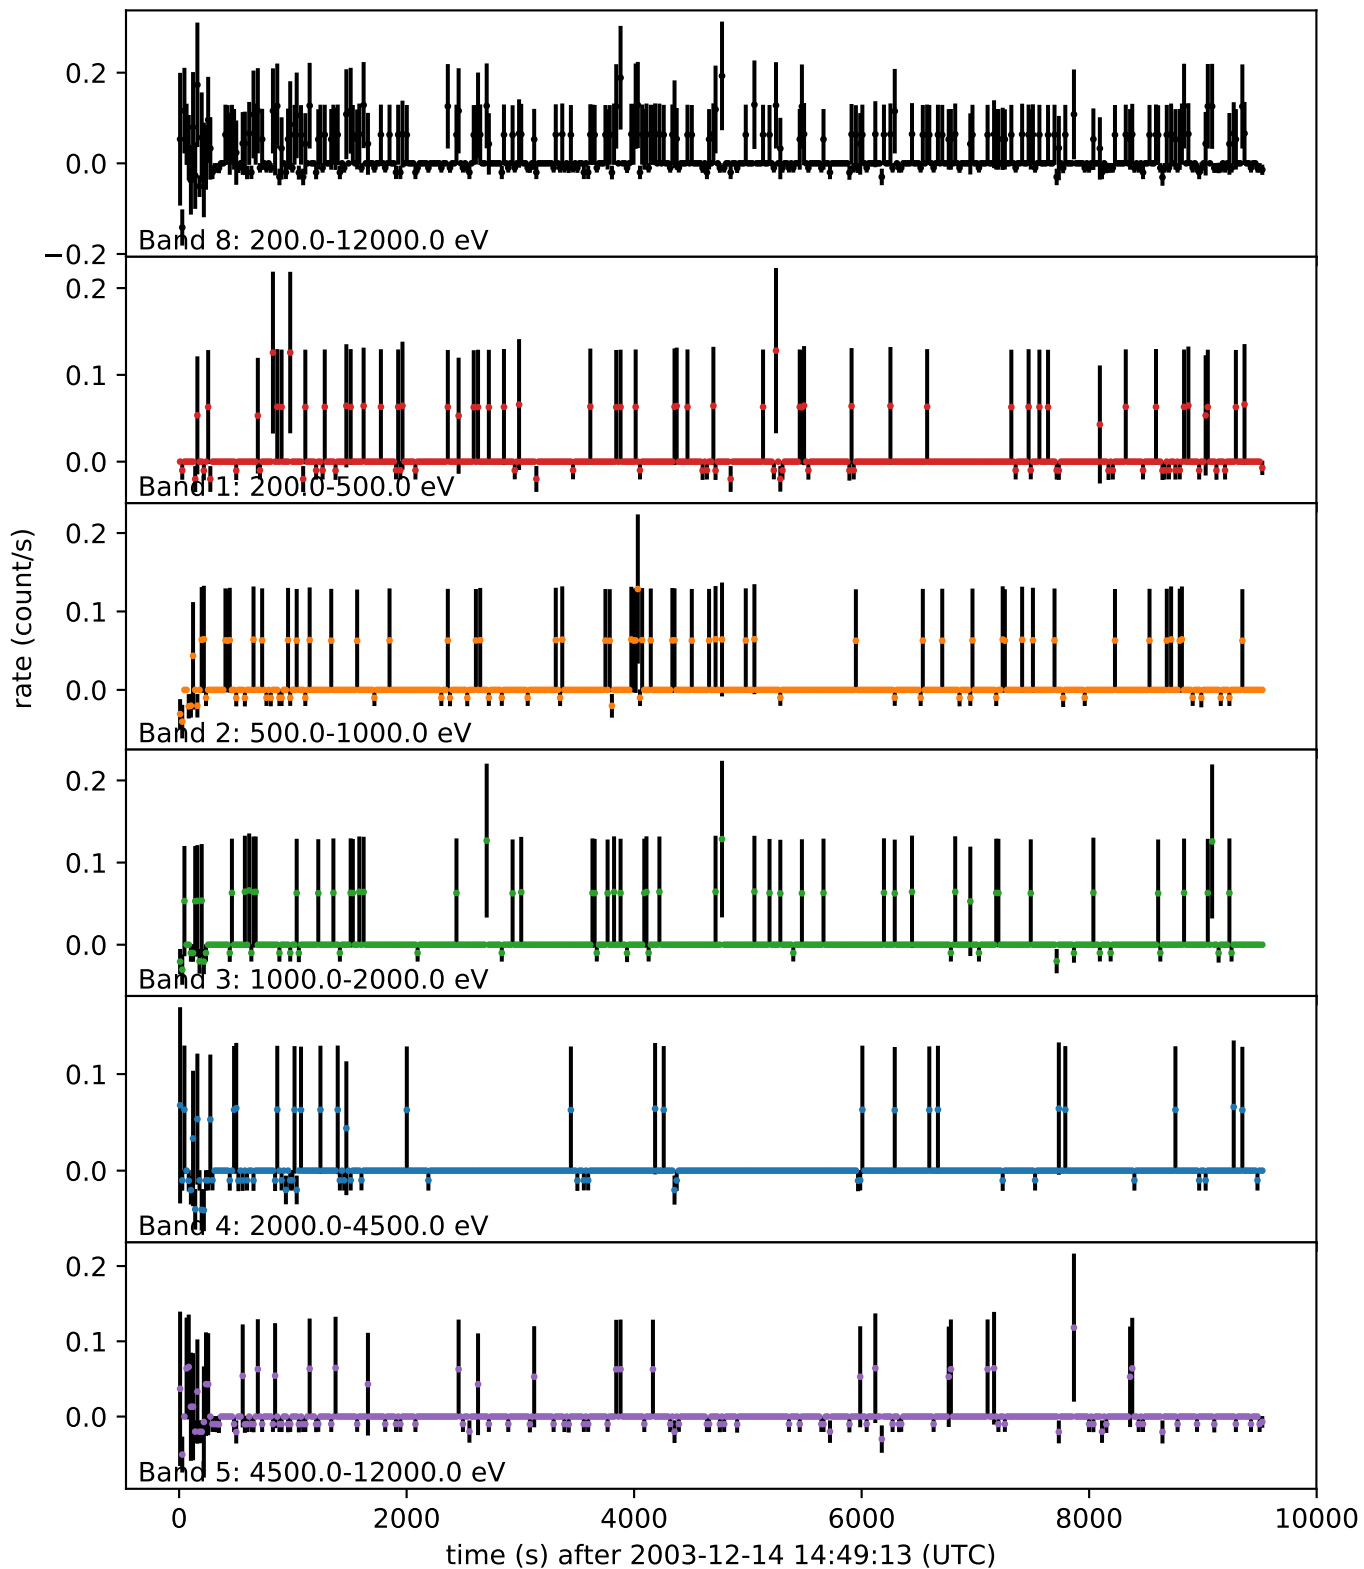 0.2
0.0
−0.2
Band 8: 200.0-12000.0 eV
0.2
0.1
0.0
Band 1: 200.0-500.0 eV
0.2
0.1
0.0
Band 2: 500.0-1000.0 eV
rate (count/s)
0.2
0.1
0.0
Band 3: 1000.0-2000.0 eV
0.1
0.0
Band 4: 2000.0-4500.0 eV
0.2
0.1
0.0
Band 5: 4500.0-12000.0 eV
0 2000 4000 6000 8000 10000
time (s) after 2003-12-14 14:49:13 (UTC)